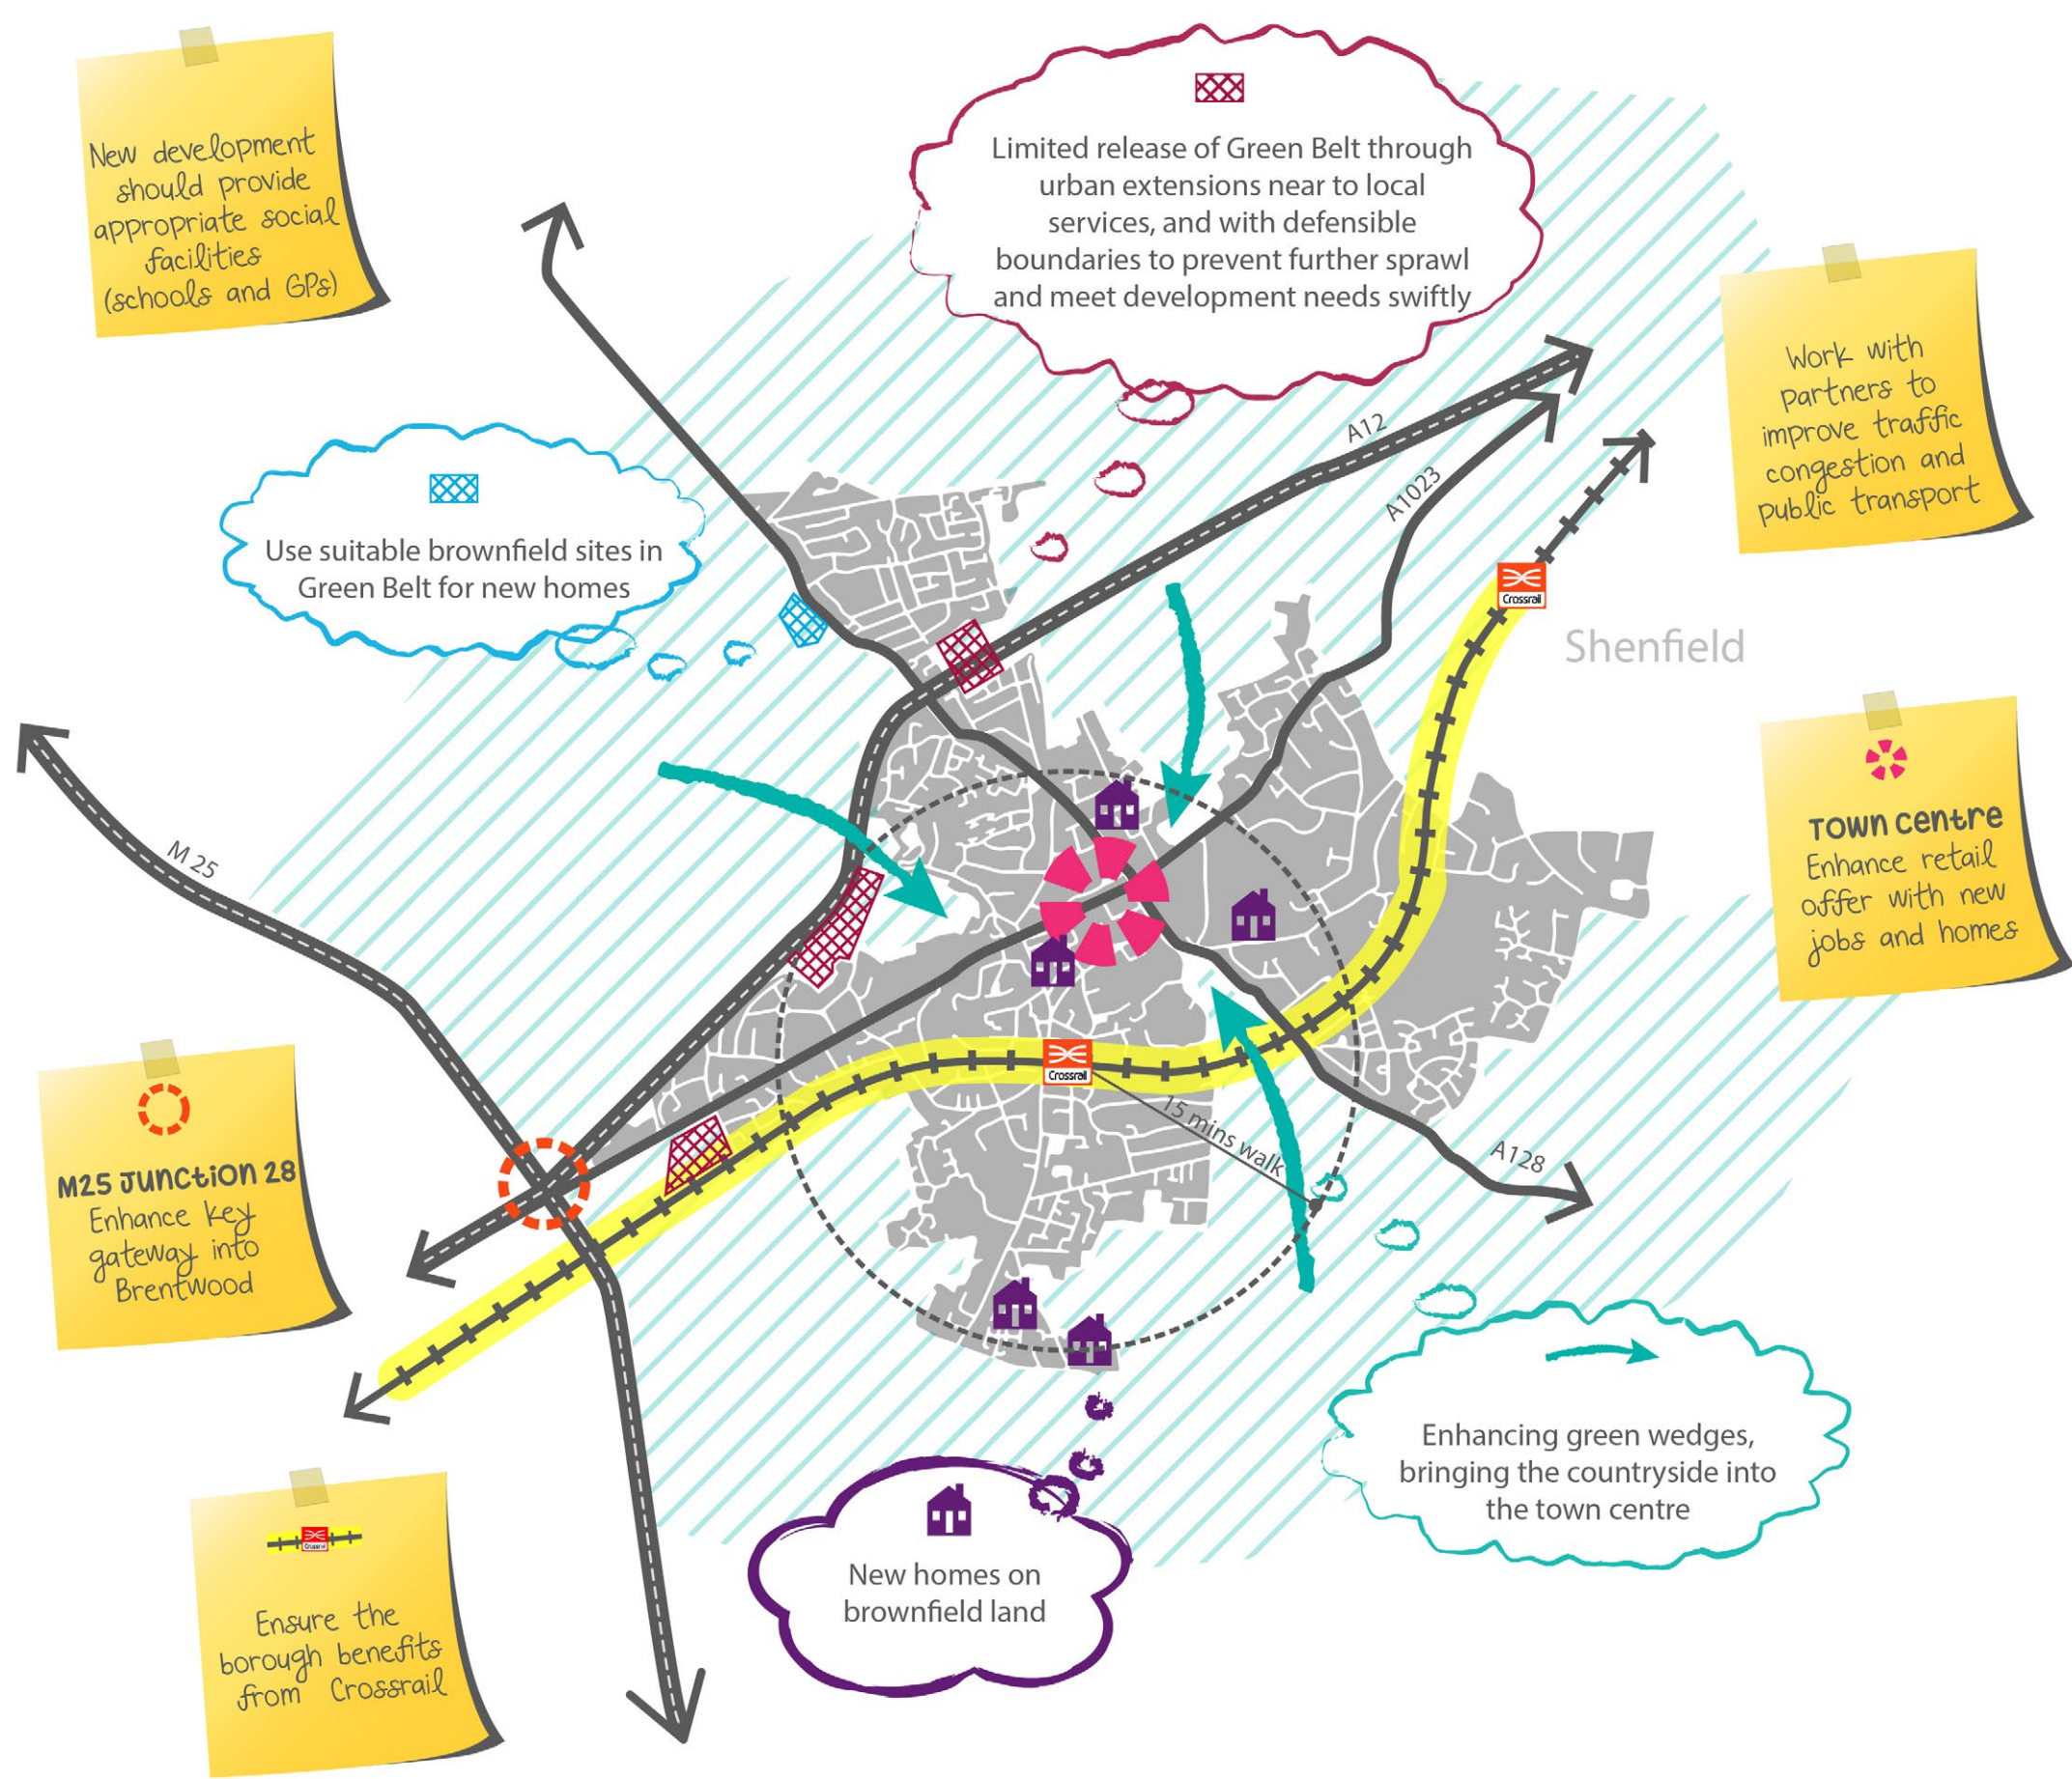 New development
should provide
appropriate social
facilities
(schools and GPs)
Limited release of Green Belt through
urban extensions near to local
services, and with defensible
boundaries to prevent further sprawl
and meet development needs swiftly
Work with
partners to
improve traffic
congestion and
public transport
Use suitable brownfield sites in
Green Belt for new homes
A12
A1023
Crossrail
Shenfield
M 25
Town centre
Enhance retail
offer with new
jobs and homes
Crossrail
15 mins walk
A128
M25 Junction 28
Enhance key
gateway into
Brentwood
Enhancing green wedges,
bringing the countryside into
the town centre
New homes on
brownfield land
Crossrail
Ensure the
borough benefits
from Crossrail